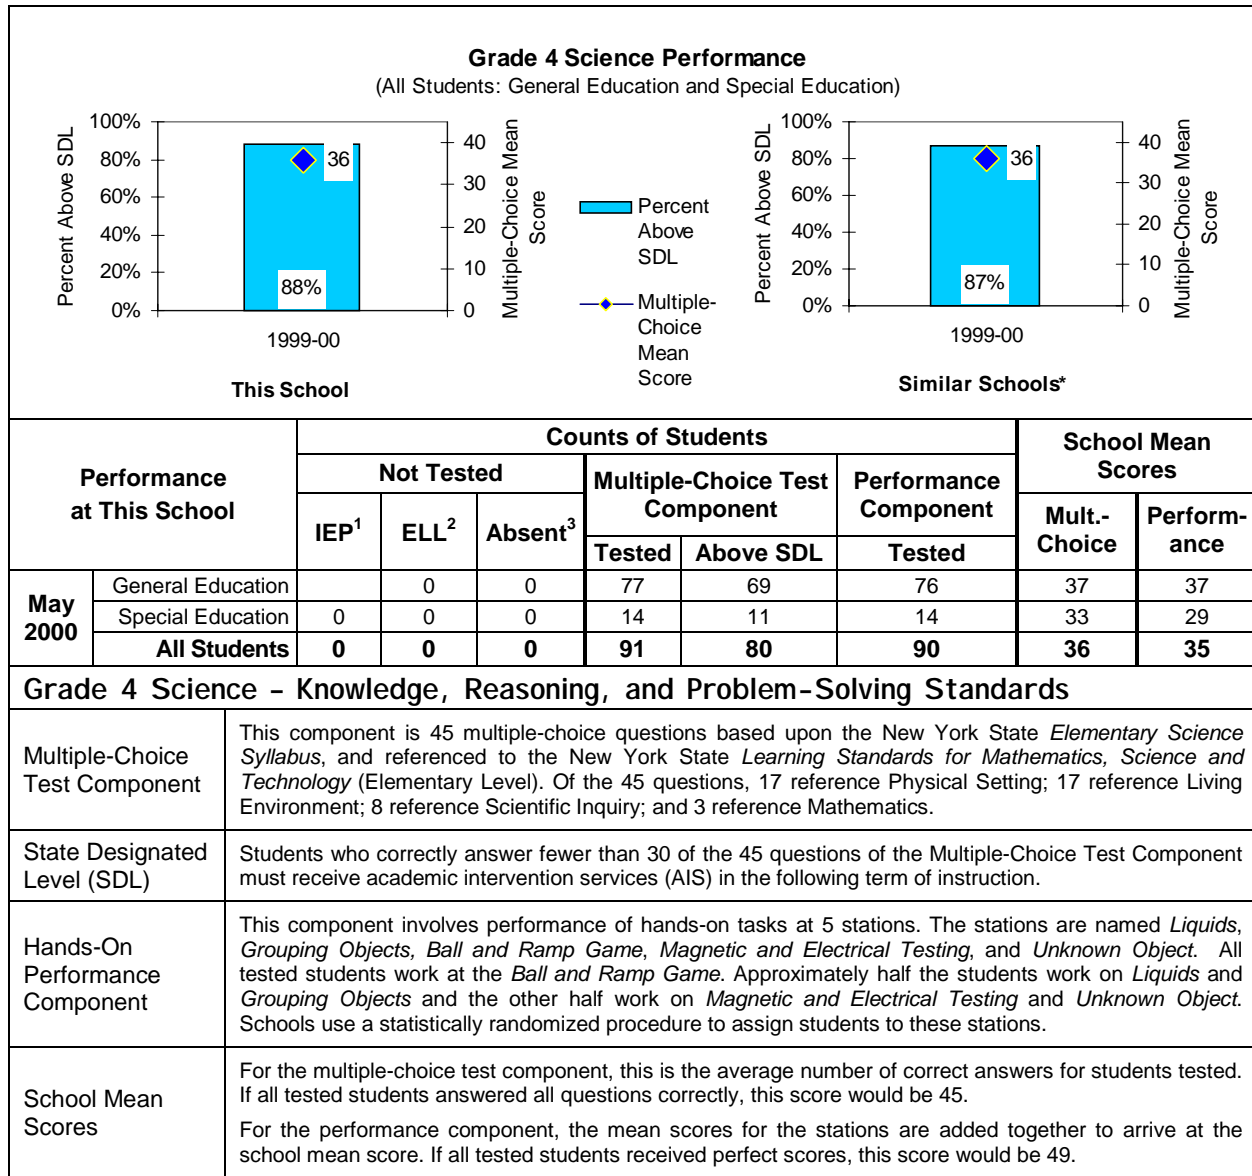 Grade 4 Science Performance
(All Students: General Education and Special Education)
Percent Above SDL
100%
80%
60%
40%
20%
0%
36
88%
40
30
20
10
0
Multiple-Choice Mean
Score
1999-00
This School
Percent
Above
SDL
Multiple-
Choice
Mean
Score
Percent Above SDL
100%
80%
60%
40%
20%
0%
36
87%
40
30
20
10
0
Multiple-Choice Mean
Score
1999-00
Similar Schools*
Performance
at This School
Counts of Students
School Mean
Scores
Not Tested
Multiple-Choice Test
Component
Performance
Component
IEP1 ELL2 Absent3
Tested Above SDL Tested
Mult.-
Choice
Perform-
ance
May
2000
General Education 0 0 77 69 76 37 37
Special Education 0 0 0 14 11 14 33 29
All Students 0 0 0 91 80 90 36 35
Grade 4 Science – Knowledge, Reasoning, and Problem-Solving Standards
Multiple-Choice
Test Component
This component is 45 multiple-choice questions based upon the New York State Elementary Science
Syllabus, and referenced to the New York State Learning Standards for Mathematics, Science and
Technology (Elementary Level). Of the 45 questions, 17 reference Physical Setting; 17 reference Living
Environment; 8 reference Scientific Inquiry; and 3 reference Mathematics.
State Designated
Level (SDL)
Students who correctly answer fewer than 30 of the 45 questions of the Multiple-Choice Test Component
must receive academic intervention services (AIS) in the following term of instruction.
Hands-On
Performance
Component
This component involves performance of hands-on tasks at 5 stations. The stations are named Liquids,
Grouping Objects, Ball and Ramp Game, Magnetic and Electrical Testing, and Unknown Object. All
tested students work at the Ball and Ramp Game. Approximately half the students work on Liquids and
Grouping Objects and the other half work on Magnetic and Electrical Testing and Unknown Object.
Schools use a statistically randomized procedure to assign students to these stations.
School Mean
Scores
For the multiple-choice test component, this is the average number of correct answers for students tested.
If all tested students answered all questions correctly, this score would be 45.
For the performance component, the mean scores for the stations are added together to arrive at the
school mean score. If all tested students received perfect scores, this score would be 49.